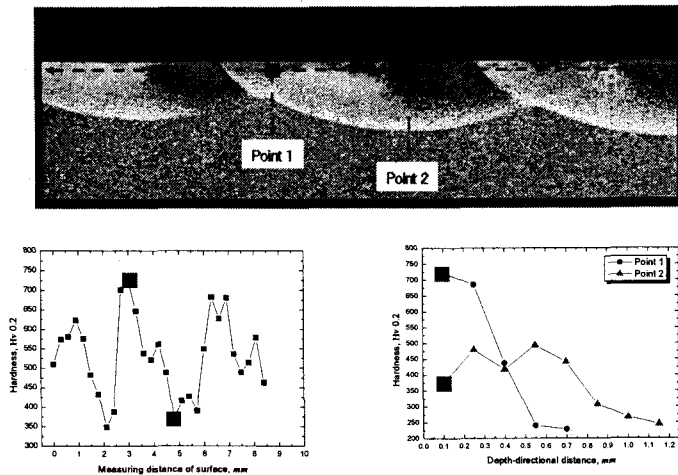 Point 1
Point 2
800
750
700
650
600
550
500
450
400
350
300
Hardness, Hv 0.2
0 1 2 3 4 5 6 7 8 9 10
Measuring distance of surface, mm
800
750
700
650
600
550
500
450
400
350
300
250
200
Hardness, Hv 0.2
Point 1
Point 2
0.0 0.1 0.2 0.3 0.4 0.5 0.6 0.7 0.8 0.9 1.0 1.1 1.2
Depth-directional distance, mm